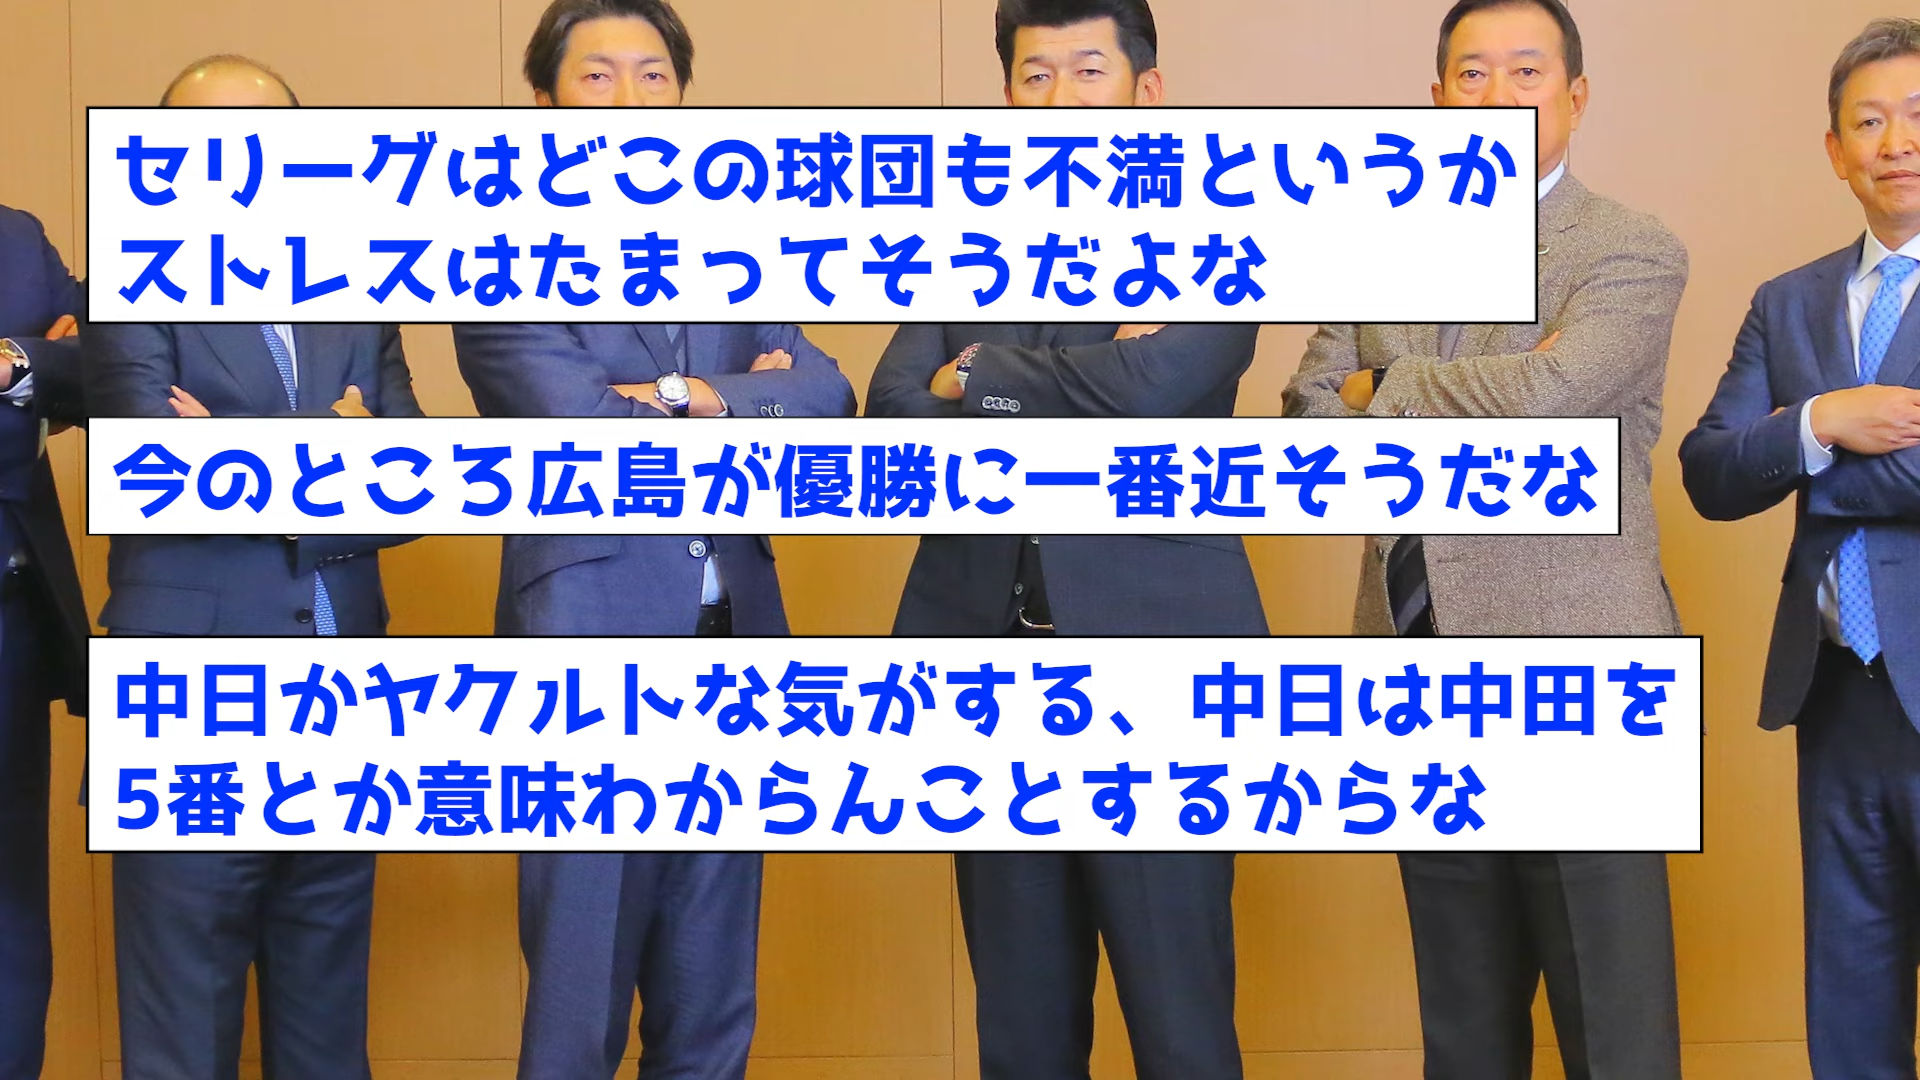 セリーグはどこの球団も不満というか
ストレスはたまってそうだよな
今のところ広島が優勝に一番近そうだな
中日かヤクルトな気がする、中日は中田を
5番とか意味わからんことするからな